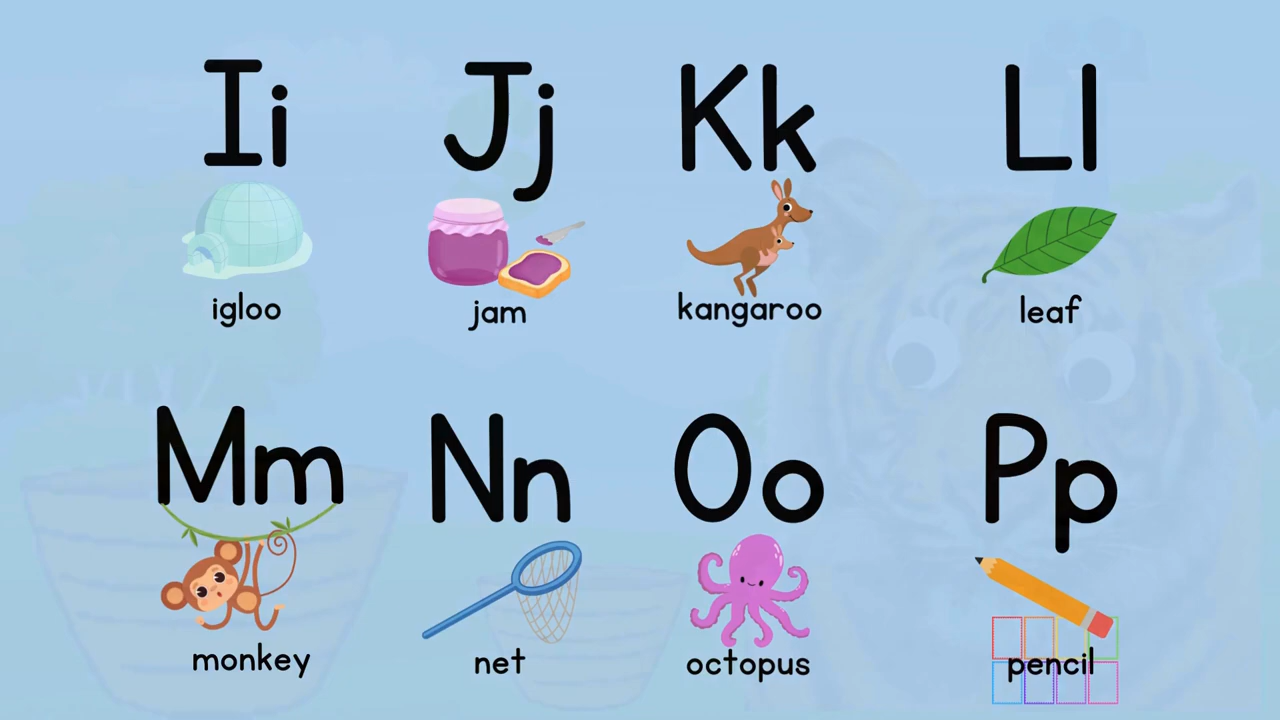 Ii Jj Kk Ll
igloo jam kangaroo leaf
Mm Nn Oo Pp
monkey net octopus pencil